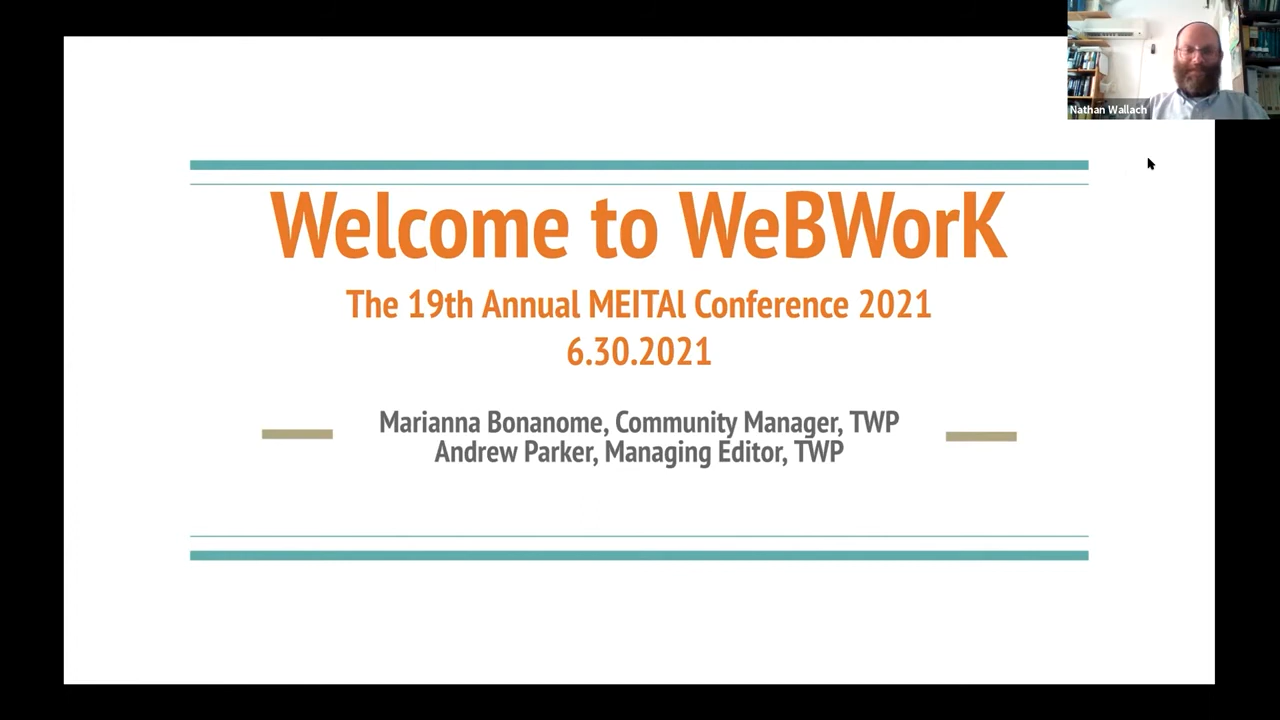 Nathan Wallach
Welcome to WeBWorK
The 19th Annual MEITAl Conference 2021
6.30.2021
Marianna Bonanome, Community Manager, TWP
Andrew Parker, Managing Editor, TWP